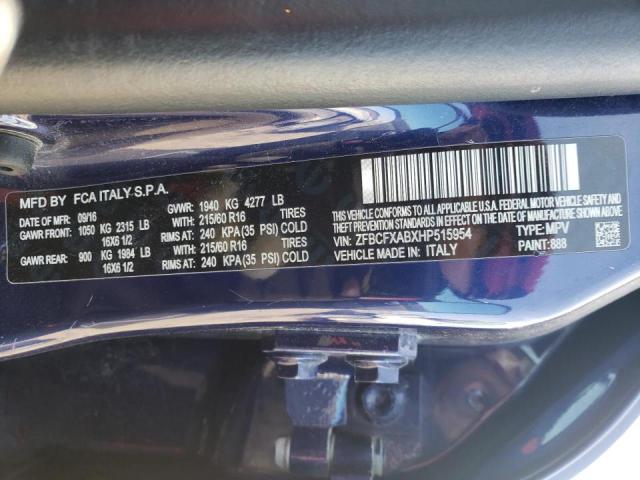 MFD BY FCA ITALY S.P.A.
DATE OF MFR: 09/16 GVWR: 1940 KG 4277 LB
GAWR FRONT: 1050 KG 2315 LB WITH 215/60 R16 TIRES
16X6 1/2 RIMS AT 240 KPA(35 PSI) COLD
GAWR REAR: 900 KG 1984 LB WITH 215/60 R16 TIRES
16X6 1/2 RIMS AT 240 KPA(35 PSI) COLD
THIS VEHICLE CONFORMS TO ALL APPLICABLE U.S.A. FEDERAL MOTOR VEHICLE SAFETY, BUMPER AND
THEFT PREVENTION STANDARDS IN EFFECT ON THE DATE OF MANUFACTURE SHOWN ABOVE.
VIN: ZFBCFXABXHP515954 TYPE: MPV
VEHICLE MADE IN: ITALY PAINT: 888